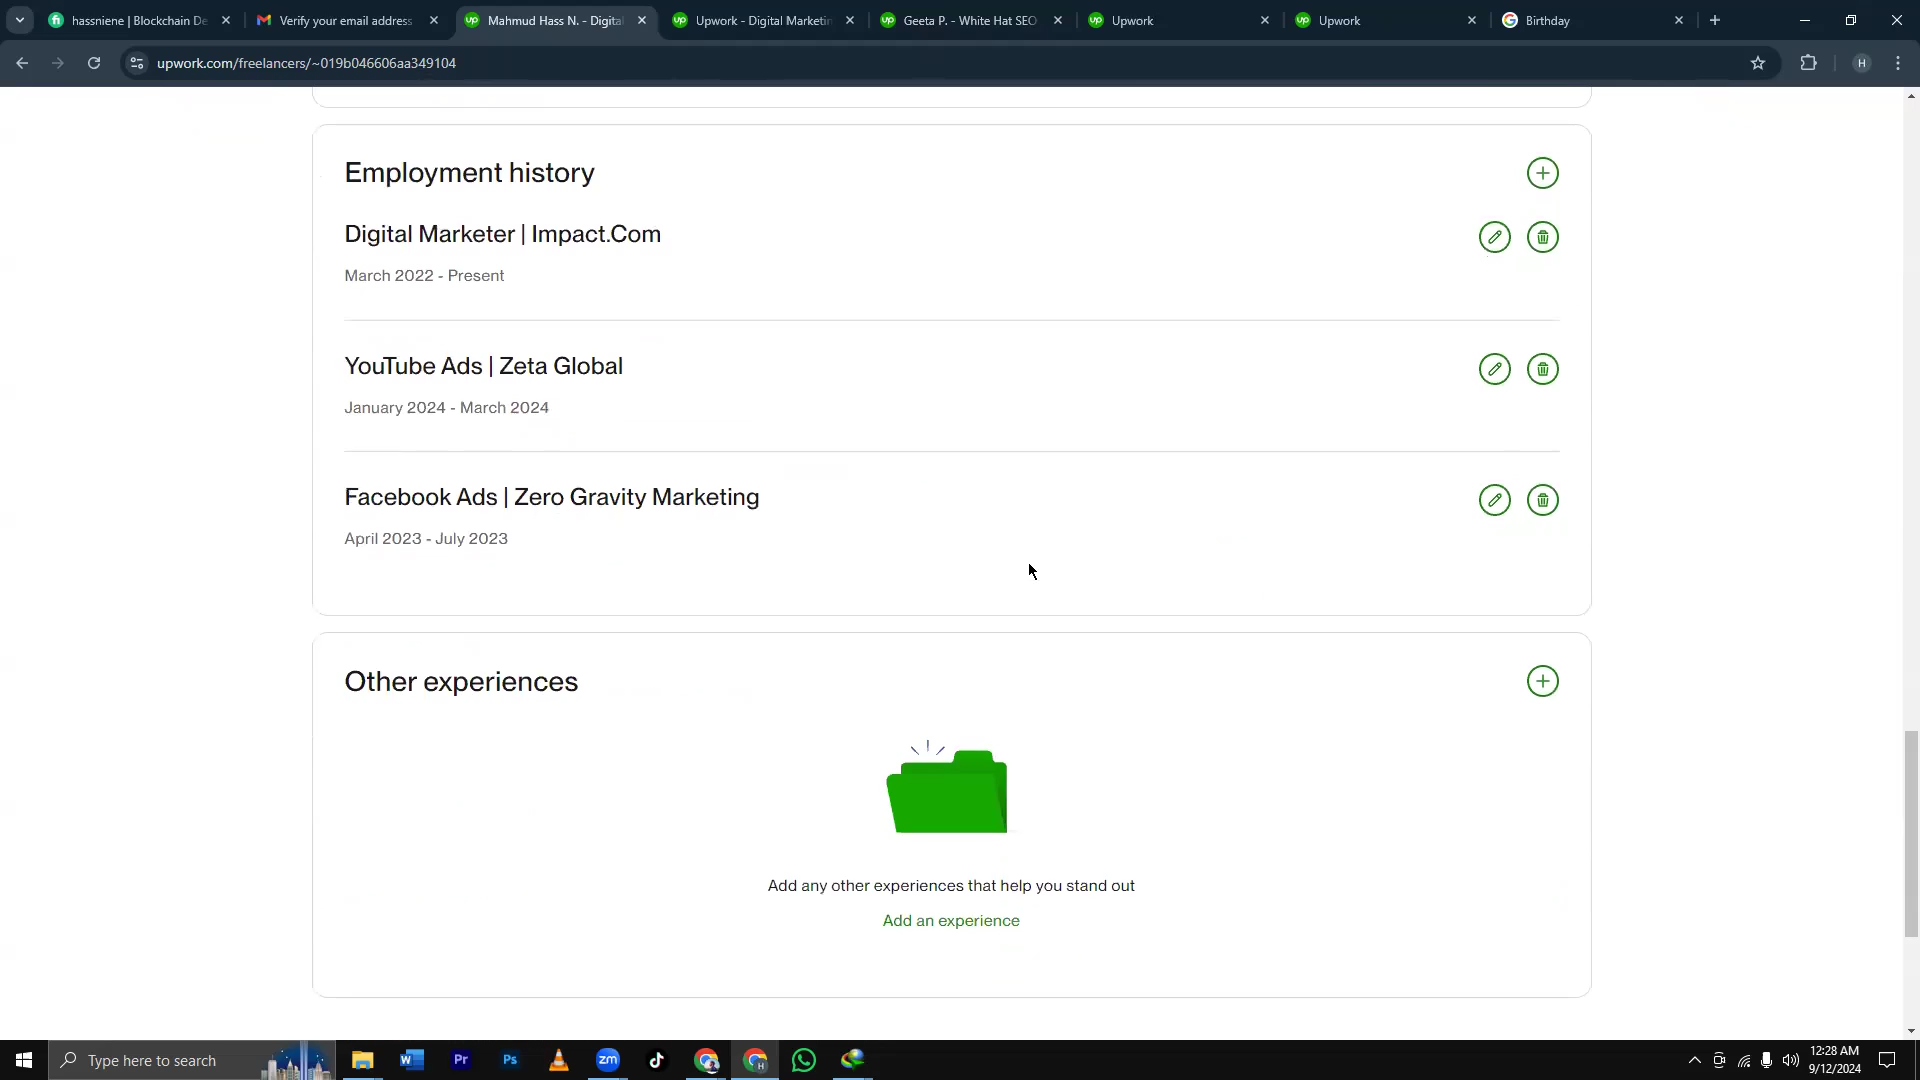 hassniene | Blockchain De
Verify your email address
Mahmud Hass N. - Digital
Upwork - Digital Marketin
Geeta P. - White Hat SEO
Upwork
Upwork
Birthday
upwork.com/freelancers/~019b046606aa349104
H
Employment history
Digital Marketer | Impact.Com
March 2022 - Present
YouTube Ads | Zeta Global
January 2024 - March 2024
Facebook Ads | Zero Gravity Marketing
April 2023 - July 2023
Other experiences
Add any other experiences that help you stand out
Add an experience
Type here to search
12:28 AM
9/12/2024